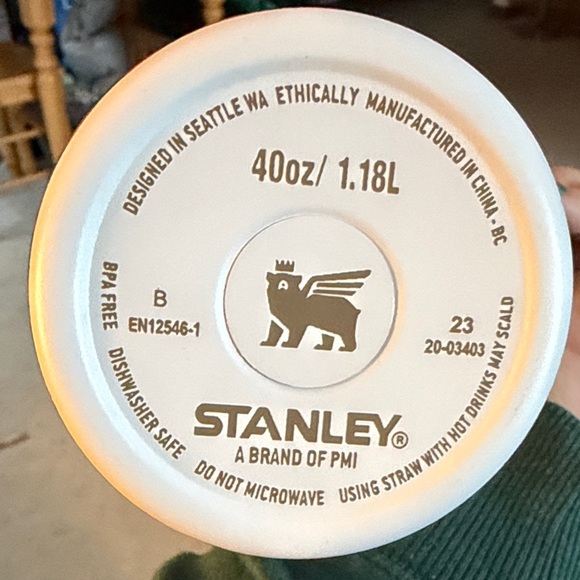 DESIGNED IN SEATTLE WA ETHICALLY MANUFACTURED IN CHINA - BC
40oz/ 1.18L
B
EN12546-1
23
20-03403
STANLEY®
A BRAND OF PMI
BPA FREE DISHWASHER SAFE DO NOT MICROWAVE USING STRAW WITH HOT DRINKS MAY SCALD